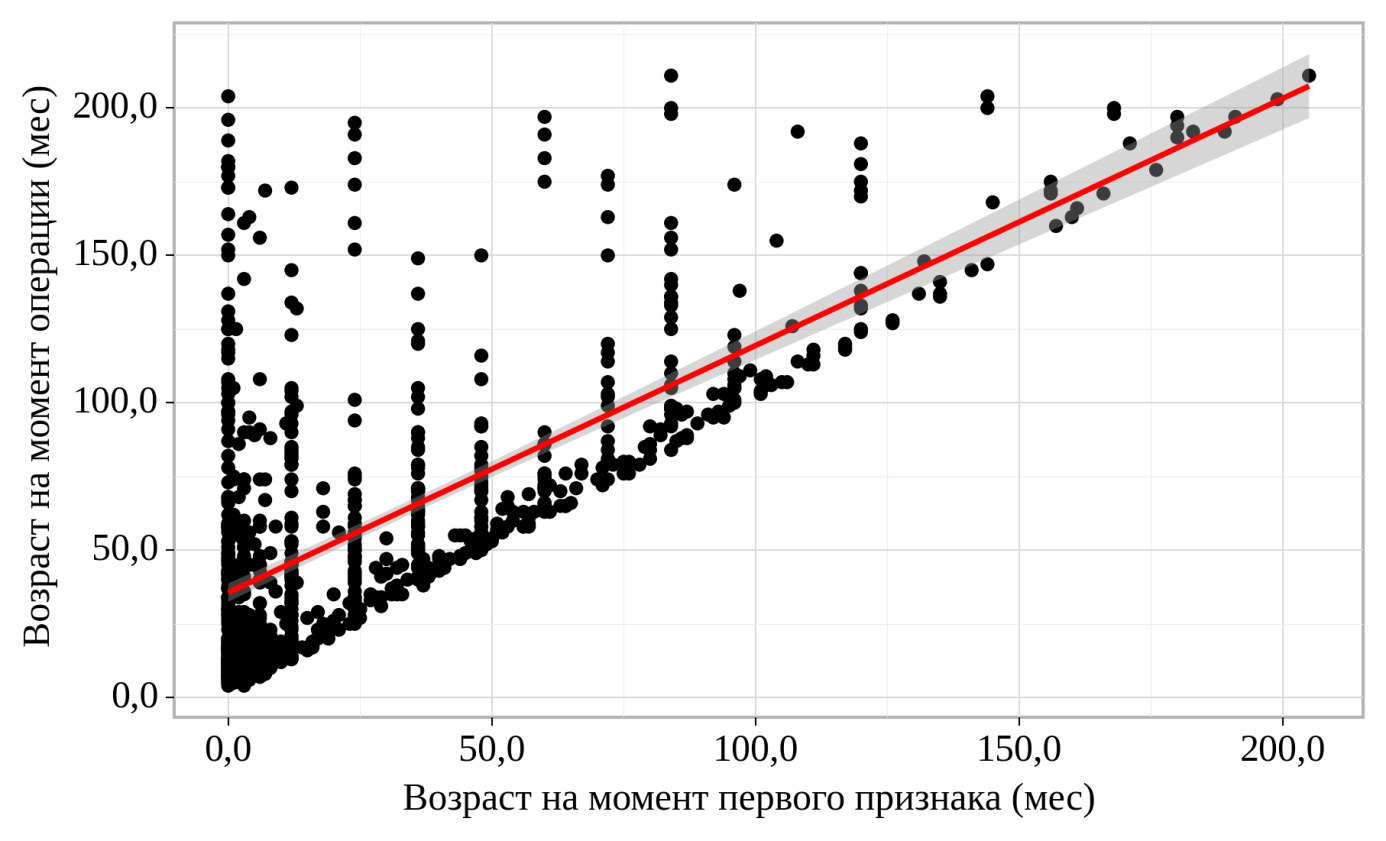 Возраст на момент операции (мес)
200,0
150,0
100,0
50,0
0,0
0,0 50,0 100,0 150,0 200,0
Возраст на момент первого признака (мес)